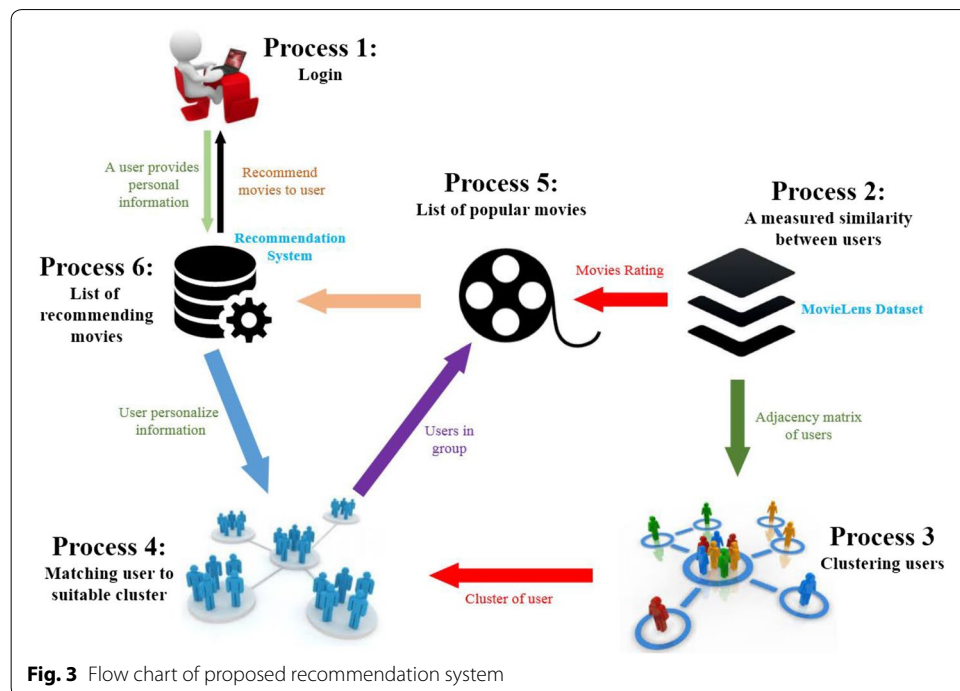 Process 1:
Login
A user provides
personal
information
Recommend
movies to user
Process 5:
List of popular movies
Process 2:
A measured similarity
between users
Recommendation
System
Process 6:
List of
recommending
movies
Movies Rating
MovieLens Dataset
User personalize
information
Users in
group
Adjacency matrix
of users
Process 4:
Matching user to
suitable cluster
Cluster of user
Process 3
Clustering users
Fig. 3 Flow chart of proposed recommendation system